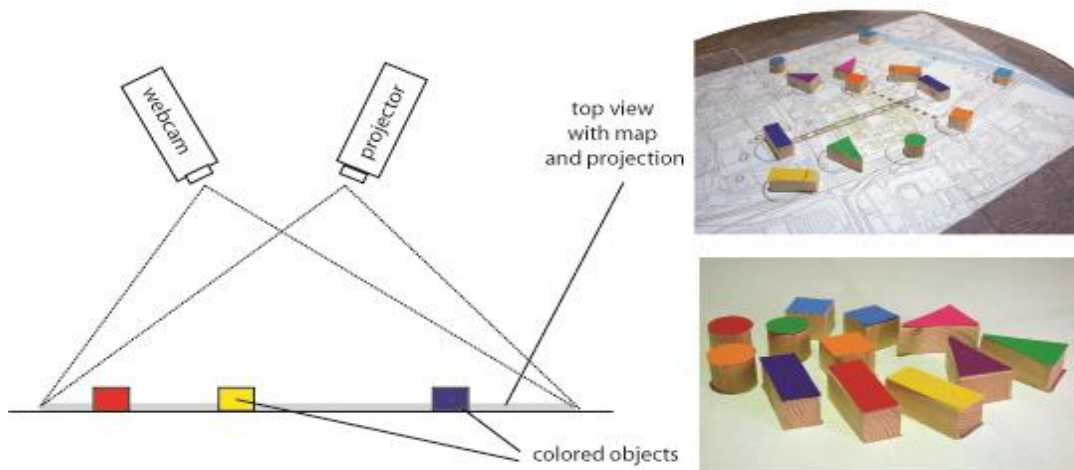 webcam
projector
top view
with map
and projection
colored objects